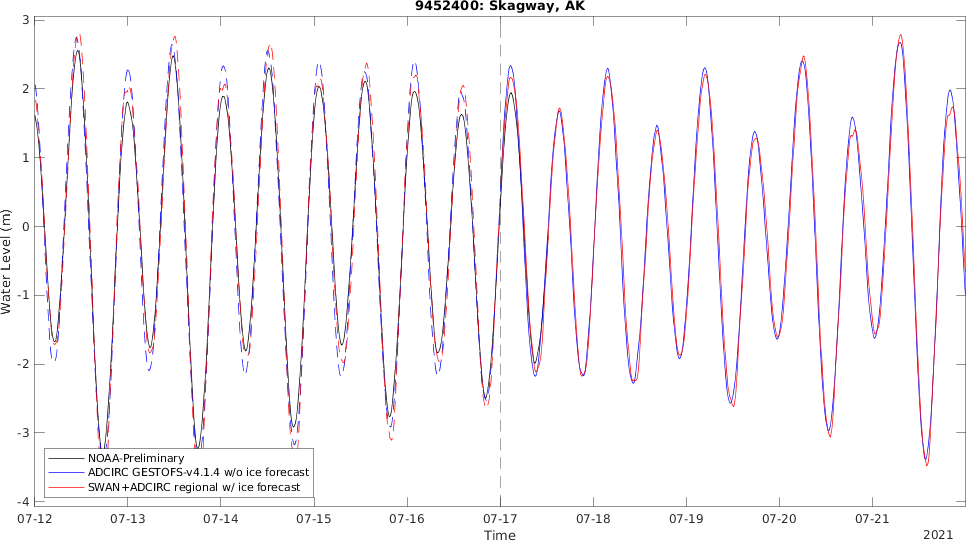 9452400: Skagway, AK
Water Level (m)
3
2
1
0
-1
-2
-3
-4
NOAA-Preliminary
ADCIRC GESTOFS-v4.1.4 w/o ice forecast
SWAN+ADCIRC regional w/ ice forecast
07-12 07-13 07-14 07-15 07-16 07-17 07-18 07-19 07-20 07-21
Time
2021